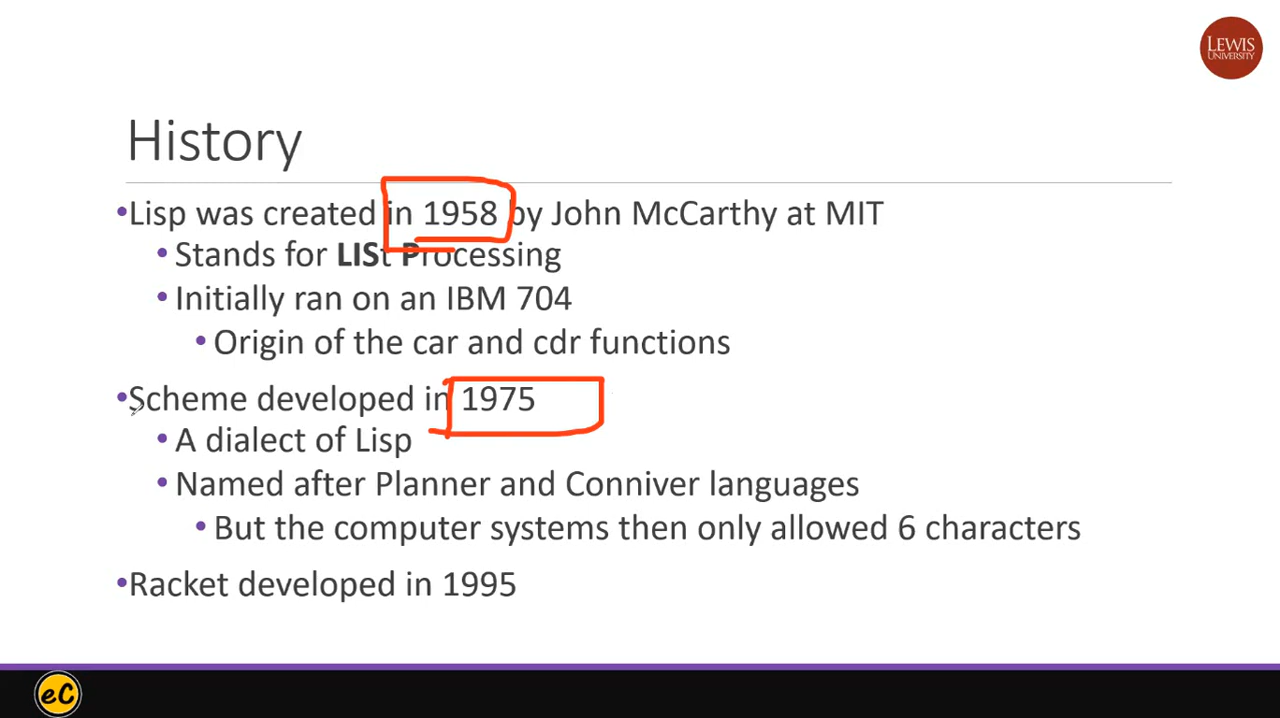 LEWIS
UNIVERSITY
History
•Lisp was created in 1958 by John McCarthy at MIT
• Stands for LISt Processing
• Initially ran on an IBM 704
• Origin of the car and cdr functions
•Scheme developed in 1975
• A dialect of Lisp
• Named after Planner and Conniver languages
• But the computer systems then only allowed 6 characters
•Racket developed in 1995
eC